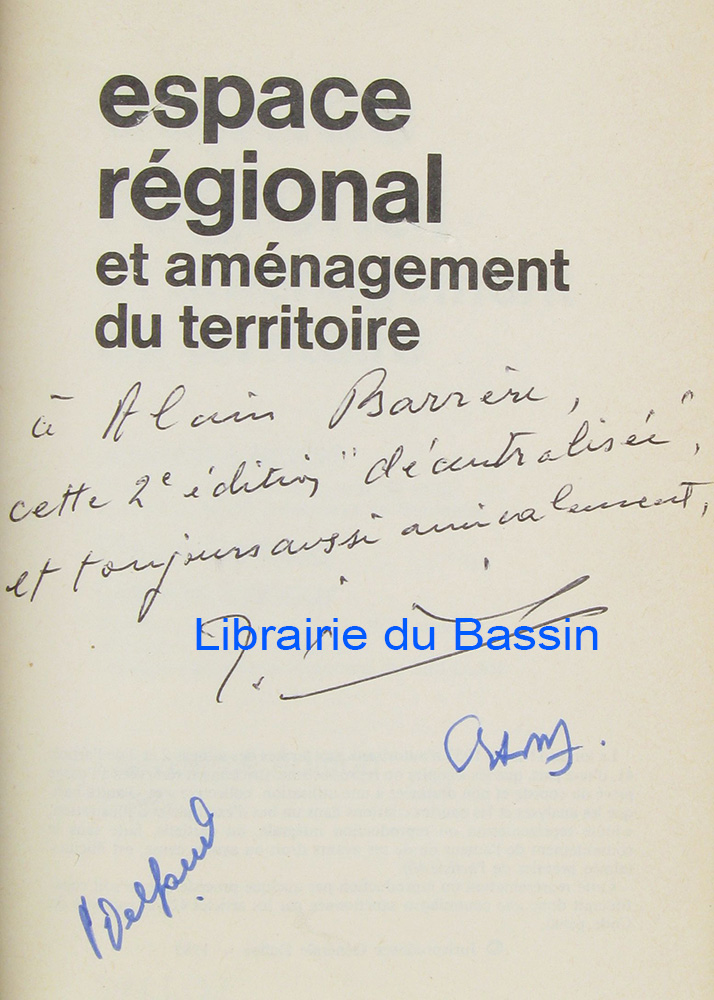 espace
régional
et aménagement
du territoire
à Alain Barrère,
cette 2e édition "décentralisée",
et toujours aussi amicalement,
Librairie du Bassin